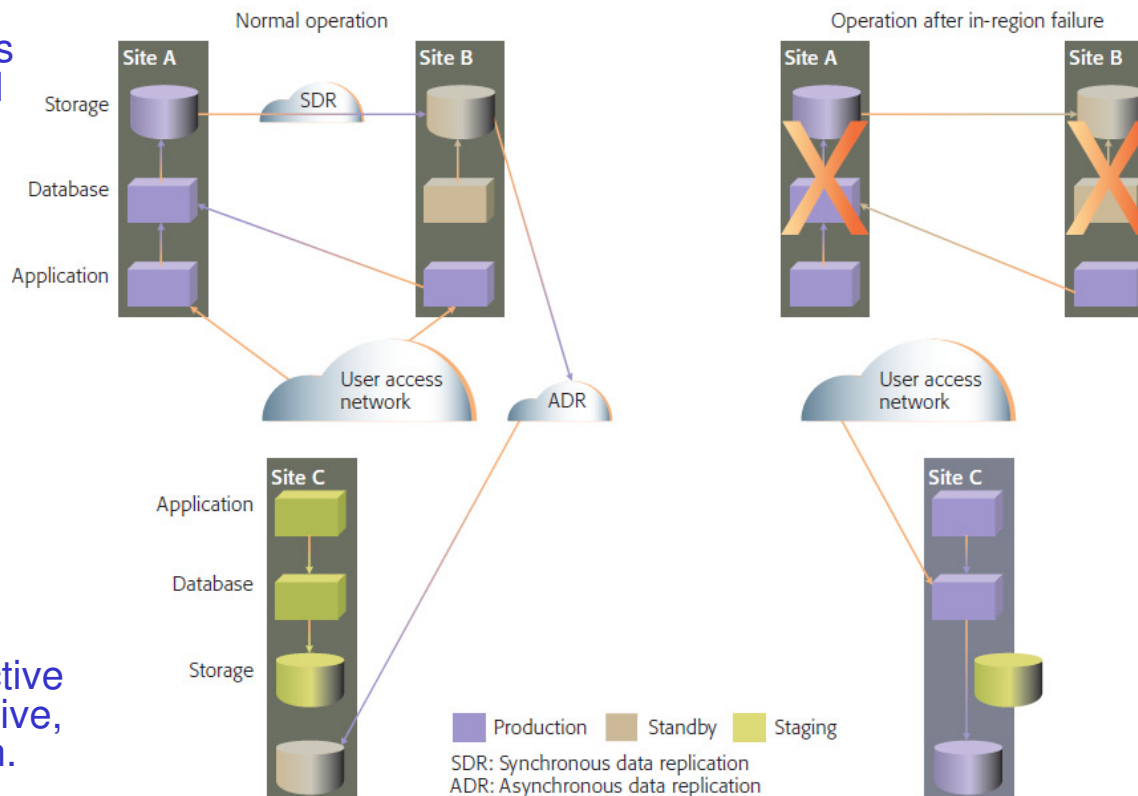 Normal operation
Operation after in-region failure
Site A
Site B
Site A
Site B
Storage
SDR
Database
Application
User access
network
ADR
User access
network
Site C
Site C
Application
Database
Storage
ctive
ive,
Production
Standby
Staging
SDR: Synchronous data replication
ADR: Asynchronous data replication